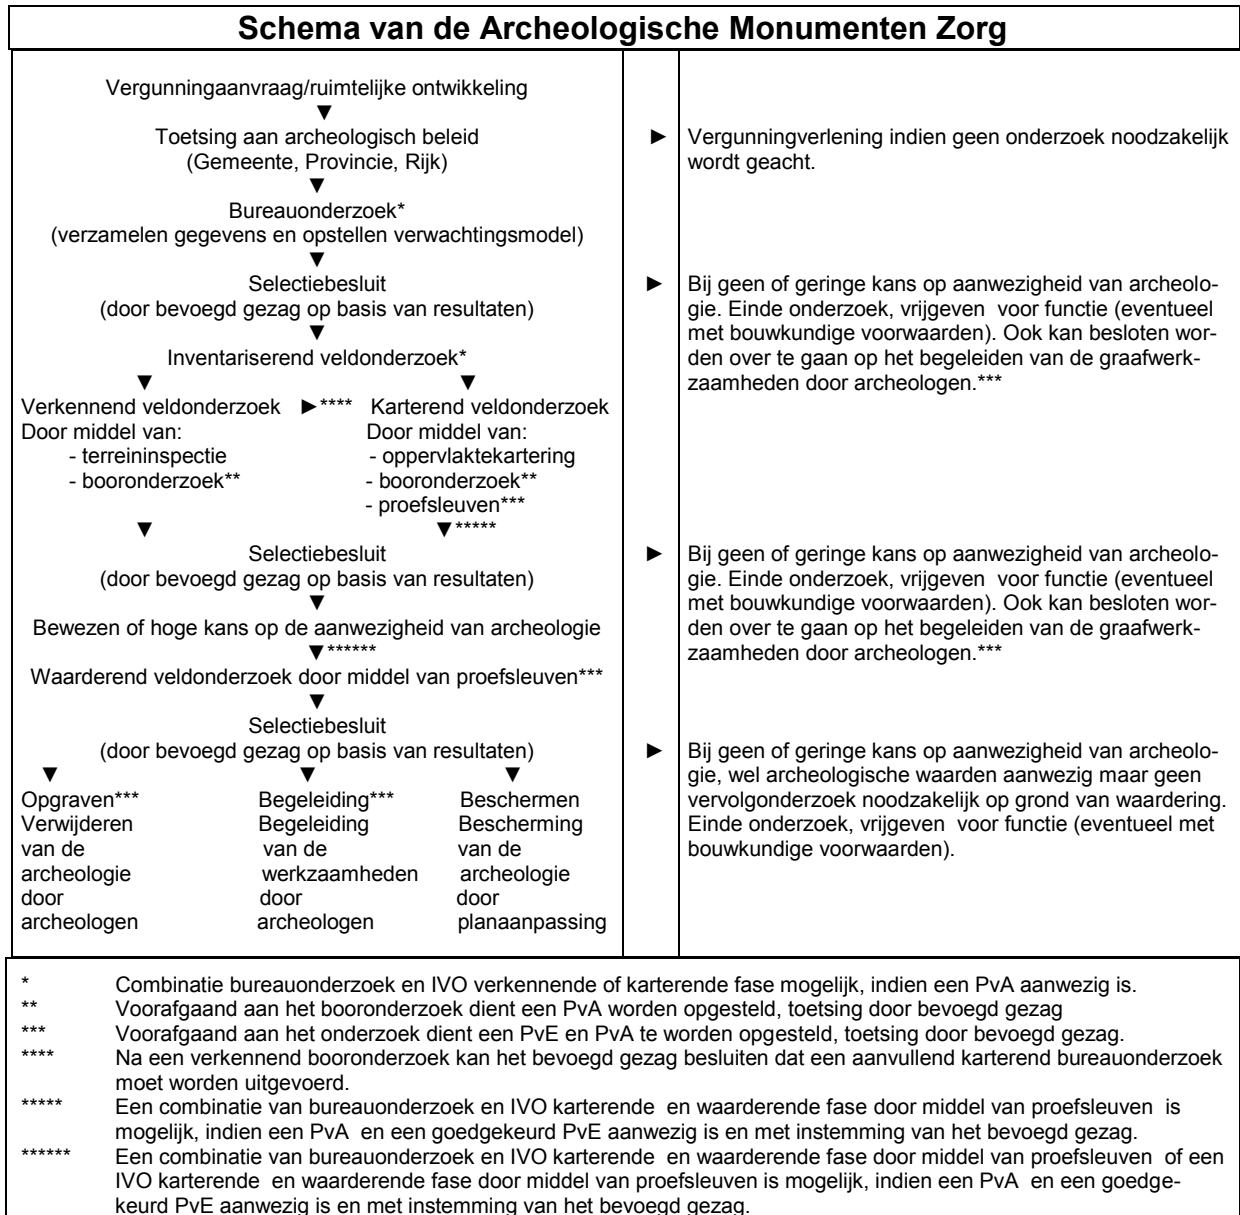 Schema van de Archeologische Monumenten Zorg
Vergunningaanvraag/ruimtelijke ontwikkeling
▼
Toetsing aan archeologisch beleid
(Gemeente, Provincie, Rijk)
► Vergunningverlening indien geen onderzoek noodzakelijk
wordt geacht.
▼
Bureauonderzoek*
(verzamelen gegevens en opstellen verwachtingsmodel)
▼
Selectiebesluit
(door bevoegd gezag op basis van resultaten)
► Bij geen of geringe kans op aanwezigheid van archeolo-
gie. Einde onderzoek, vrijgeven voor functie (eventueel
met bouwkundige voorwaarden). Ook kan besloten wor-
den over te gaan op het begeleiden van de graafwerk-
zaamheden door archeologen.***
▼
Inventariserend veldonderzoek*
▼ ▼
Verkennend veldonderzoek ►**** Karterend veldonderzoek
Door middel van: Door middel van:
- terreininspectie - oppervlaktekartering
- booronderzoek** - booronderzoek**
- proefsleuven***
▼ ▼*****
Selectiebesluit
(door bevoegd gezag op basis van resultaten)
► Bij geen of geringe kans op aanwezigheid van archeolo-
gie. Einde onderzoek, vrijgeven voor functie (eventueel
met bouwkundige voorwaarden). Ook kan besloten wor-
den over te gaan op het begeleiden van de graafwerk-
zaamheden door archeologen.***
▼
Bewezen of hoge kans op de aanwezigheid van archeologie
▼******
Waarderend veldonderzoek door middel van proefsleuven***
▼
Selectiebesluit
(door bevoegd gezag op basis van resultaten)
► Bij geen of geringe kans op aanwezigheid van archeolo-
gie, wel archeologische waarden aanwezig maar geen
vervolgonderzoek noodzakelijk op grond van waardering.
Einde onderzoek, vrijgeven voor functie (eventueel met
bouwkundige voorwaarden).
▼ ▼ ▼
Opgraven*** Begeleiding*** Beschermen
Verwijderen Begeleiding Bescherming
van de van de van de
archeologie werkzaamheden archeologie
door door door
archeologen archeologen planaanpassing
* Combinatie bureauonderzoek en IVO verkennende of karterende fase mogelijk, indien een PvA aanwezig is.
** Voorafgaand aan het booronderzoek dient een PvA worden opgesteld, toetsing door bevoegd gezag
*** Voorafgaand aan het onderzoek dient een PvE en PvA te worden opgesteld, toetsing door bevoegd gezag.
**** Na een verkennend booronderzoek kan het bevoegd gezag besluiten dat een aanvullend karterend bureauonderzoek
moet worden uitgevoerd.
***** Een combinatie van bureauonderzoek en IVO karterende en waarderende fase door middel van proefsleuven is
mogelijk, indien een PvA en een goedgekeurd PvE aanwezig is en met instemming van het bevoegd gezag.
****** Een combinatie van bureauonderzoek en IVO karterende en waarderende fase door middel van proefsleuven of een
IVO karterende en waarderende fase door middel van proefsleuven is mogelijk, indien een PvA en een goedge-
keurd PvE aanwezig is en met instemming van het bevoegd gezag.